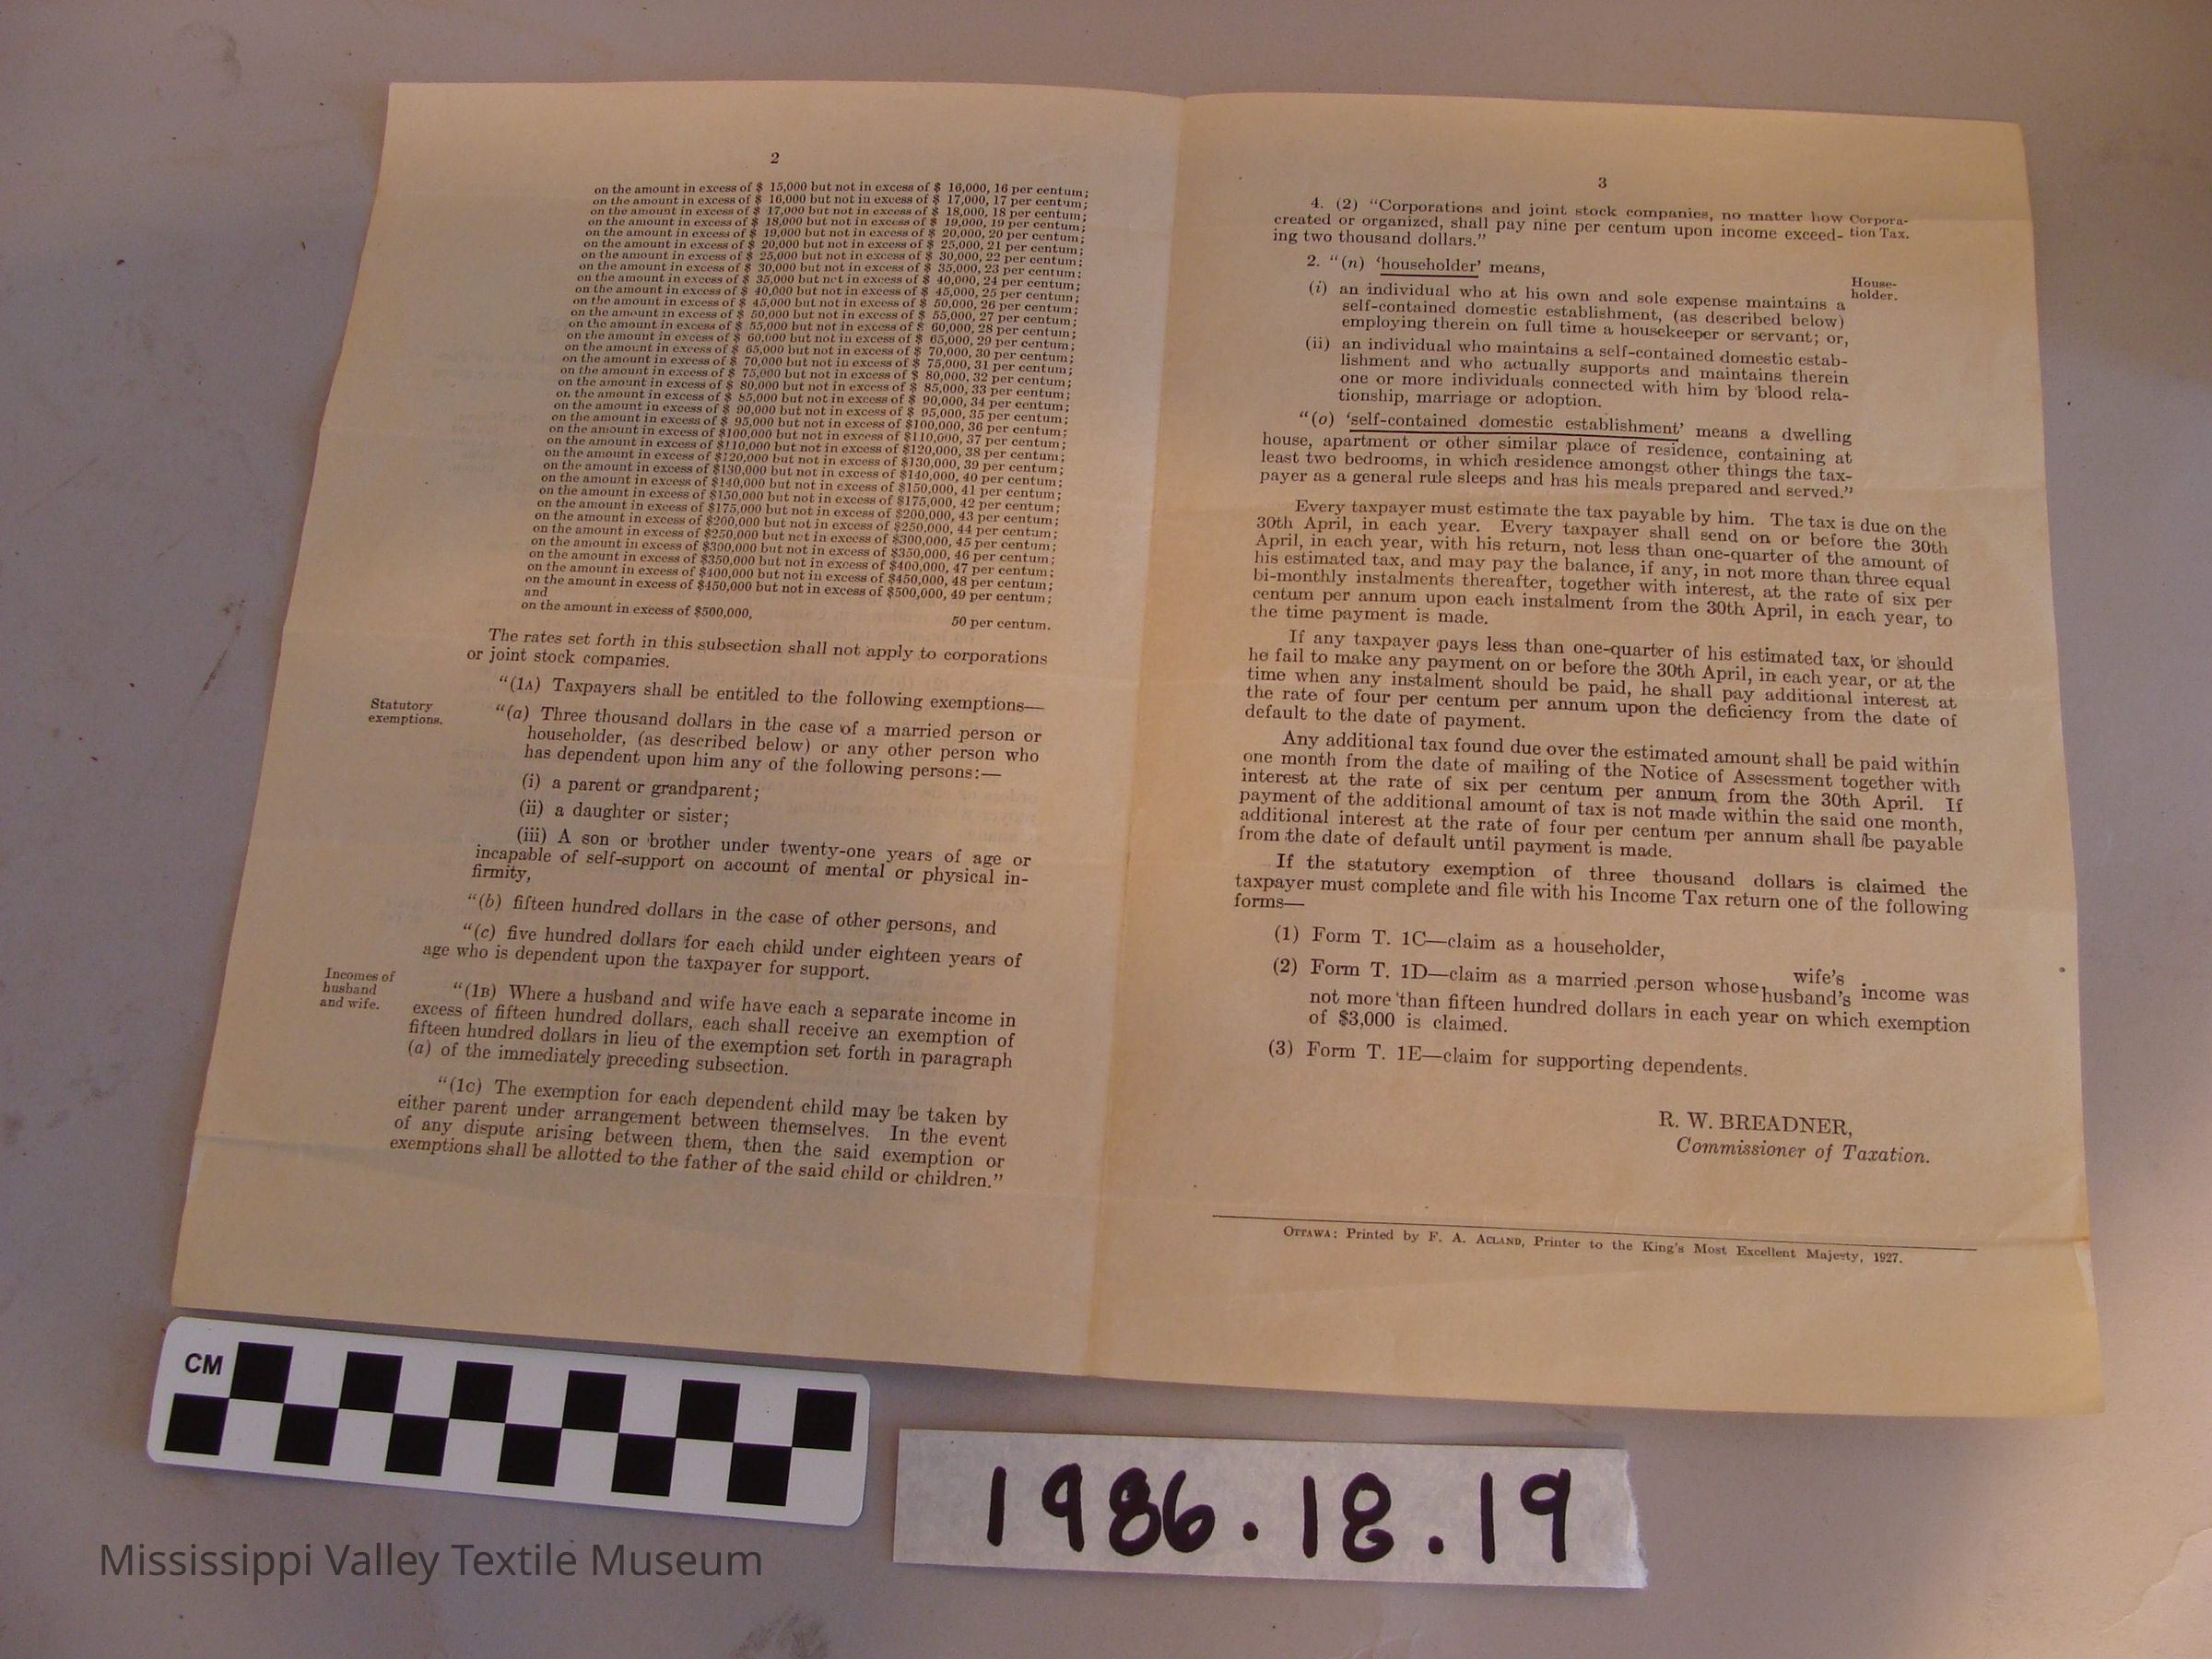 2
on the amount in excess of $ 15,000 but not in excess of $ 16,000, 16 per centum;
on the amount in excess of $ 16,000 but not in excess of $ 17,000, 17 per centum;
on the amount in excess of $ 17,000 but not in excess of $ 18,000, 18 per centum;
on the amount in excess of $ 18,000 but not in excess of $ 19,000, 19 per centum;
on the amount in excess of $ 19,000 but not in excess of $ 20,000, 20 per centum;
on the amount in excess of $ 20,000 but not in excess of $ 25,000, 21 per centum;
on the amount in excess of $ 25,000 but not in excess of $ 30,000, 22 per centum;
on the amount in excess of $ 30,000 but not in excess of $ 35,000, 23 per centum;
on the amount in excess of $ 35,000 but not in excess of $ 40,000, 24 per centum;
on the amount in excess of $ 40,000 but not in excess of $ 45,000, 25 per centum;
on the amount in excess of $ 45,000 but not in excess of $ 50,000, 26 per centum;
on the amount in excess of $ 50,000 but not in excess of $ 55,000, 27 per centum;
on the amount in excess of $ 55,000 but not in excess of $ 60,000, 28 per centum;
on the amount in excess of $ 60,000 but not in excess of $ 65,000, 29 per centum;
on the amount in excess of $ 65,000 but not in excess of $ 70,000, 30 per centum;
on the amount in excess of $ 70,000 but not in excess of $ 75,000, 31 per centum;
on the amount in excess of $ 75,000 but not in excess of $ 80,000, 32 per centum;
on the amount in excess of $ 80,000 but not in excess of $ 85,000, 33 per centum;
on the amount in excess of $ 85,000 but not in excess of $ 90,000, 34 per centum;
on the amount in excess of $ 90,000 but not in excess of $ 95,000, 35 per centum;
on the amount in excess of $ 95,000 but not in excess of $100,000, 36 per centum;
on the amount in excess of $100,000 but not in excess of $110,000, 37 per centum;
on the amount in excess of $110,000 but not in excess of $120,000, 38 per centum;
on the amount in excess of $120,000 but not in excess of $130,000, 39 per centum;
on the amount in excess of $130,000 but not in excess of $140,000, 40 per centum;
on the amount in excess of $140,000 but not in excess of $150,000, 41 per centum;
on the amount in excess of $150,000 but not in excess of $175,000, 42 per centum;
on the amount in excess of $175,000 but not in excess of $200,000, 43 per centum;
on the amount in excess of $200,000 but not in excess of $250,000, 44 per centum;
on the amount in excess of $250,000 but not in excess of $300,000, 45 per centum;
on the amount in excess of $300,000 but not in excess of $350,000, 46 per centum;
on the amount in excess of $350,000 but not in excess of $400,000, 47 per centum;
on the amount in excess of $400,000 but not in excess of $450,000, 48 per centum;
on the amount in excess of $450,000 but not in excess of $500,000, 49 per centum;
and
on the amount in excess of $500,000, 50 per centum.
The rates set forth in this subsection shall not apply to corporations
or joint stock companies.
"(1A) Taxpayers shall be entitled to the following exemptions—
Statutory
exemptions.
"(a) Three thousand dollars in the case of a married person or
householder, (as described below) or any other person who
has dependent upon him any of the following persons:—
(i) a parent or grandparent;
(ii) a daughter or sister;
(iii) A son or brother under twenty-one years of age or
incapable of self-support on account of mental or physical in-
firmity,
"(b) fifteen hundred dollars in the case of other persons, and
"(c) five hundred dollars for each child under eighteen years of
age who is dependent upon the taxpayer for support.
Incomes of
husband
and wife.
"(1B) Where a husband and wife have each a separate income in
excess of fifteen hundred dollars, each shall receive an exemption of
fifteen hundred dollars in lieu of the exemption set forth in paragraph
(a) of the immediately preceding subsection.
"(1C) The exemption for each dependent child may be taken by
either parent under arrangement between themselves. In the event
of any dispute arising between them, then the said exemption or
exemptions shall be allotted to the father of the said child or children."
3
4. (2) "Corporations and joint stock companies, no matter how
created or organized, shall pay nine per centum upon income exceed-
ing two thousand dollars."
Corpora-
tion Tax.
2. "(n) 'householder' means,
House-
holder.
(i) an individual who at his own and sole expense maintains a
self-contained domestic establishment, (as described below)
employing therein on full time a housekeeper or servant; or,
(ii) an individual who maintains a self-contained domestic estab-
lishment and who actually supports and maintains therein
one or more individuals connected with him by blood rela-
tionship, marriage or adoption.
"(o) 'self-contained domestic establishment' means a dwelling
house, apartment or other similar place of residence, containing at
least two bedrooms, in which residence amongst other things the tax-
payer as a general rule sleeps and has his meals prepared and served."
Every taxpayer must estimate the tax payable by him. The tax is due on the
30th April, in each year. Every taxpayer shall send on or before the 30th
April, in each year, with his return, not less than one-quarter of the amount of
his estimated tax, and may pay the balance, if any, in not more than three equal
bi-monthly instalments thereafter, together with interest, at the rate of six per
centum per annum upon each instalment from the 30th April, in each year, to
the time payment is made.
If any taxpayer pays less than one-quarter of his estimated tax, or should
he fail to make any payment on or before the 30th April, in each year, or at the
time when any instalment should be paid, he shall pay additional interest at
the rate of four per centum per annum upon the deficiency from the date of
default to the date of payment.
Any additional tax found due over the estimated amount shall be paid within
one month from the date of mailing of the Notice of Assessment together with
interest at the rate of six per centum per annum from the 30th April. If
payment of the additional amount of tax is not made within the said one month,
additional interest at the rate of four per centum per annum shall be payable
from the date of default until payment is made.
If the statutory exemption of three thousand dollars is claimed the
taxpayer must complete and file with his Income Tax return one of the following
forms—
(1) Form T. 1C—claim as a householder,
(2) Form T. 1D—claim as a married person whose wife's husband's income was
not more than fifteen hundred dollars in each year on which exemption
of $3,000 is claimed.
(3) Form T. 1E—claim for supporting dependents.
R. W. BREADNER,
Commissioner of Taxation.
OTTAWA: Printed by F. A. ACLAND, Printer to the King's Most Excellent Majesty, 1927.
CM
1986.18.19
Mississippi Valley Textile Museum